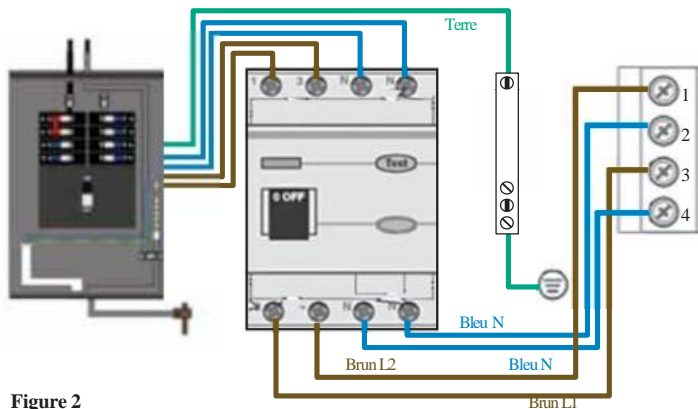 Terre
1 3 N N
Test
0 OFF
1
2
3
4
N N
Bleu N
Brun L2 Bleu N
Brun L1
Figure 2